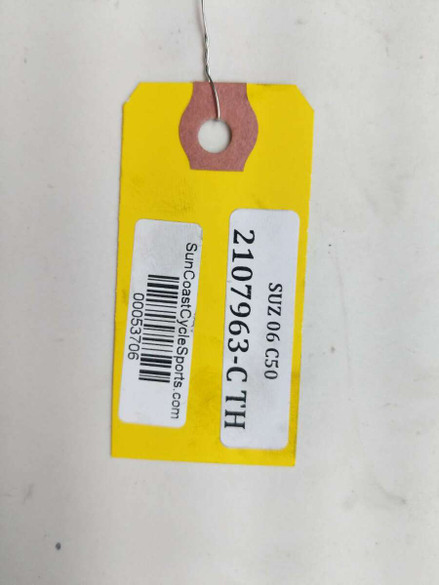 SUZ 06 C50
2107963-C TH
SunCoastCycleSports.com
00053706